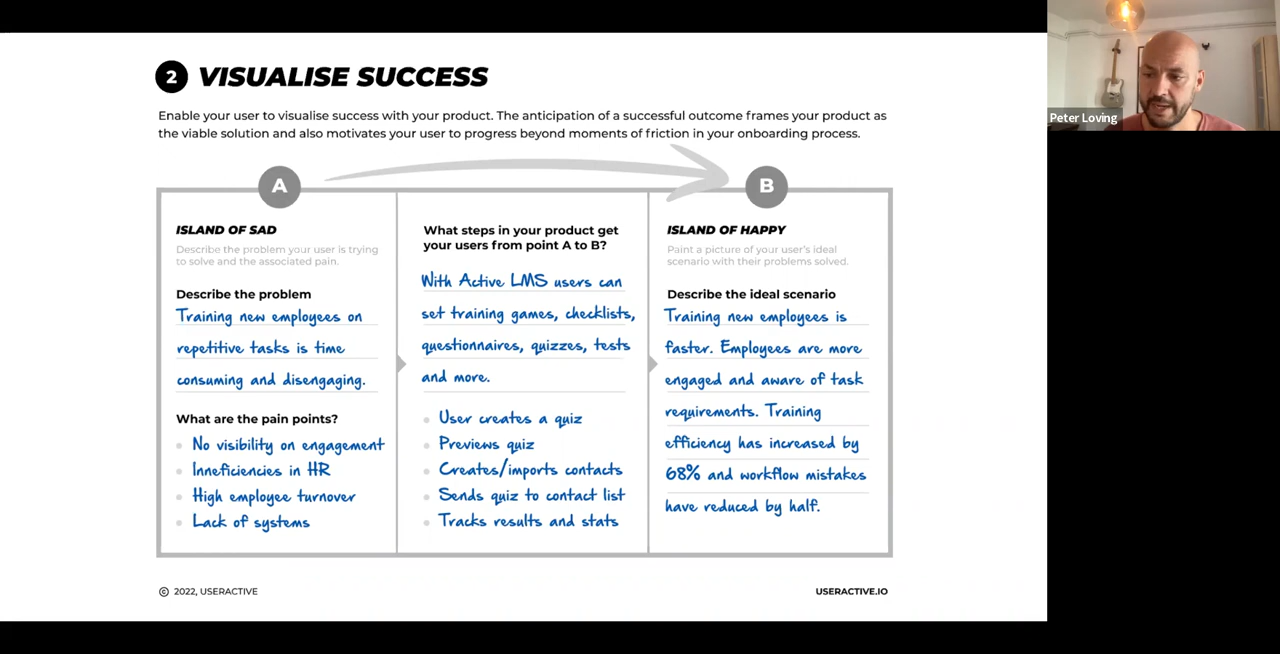 2 VISUALISE SUCCESS
Enable your user to visualise success with your product. The anticipation of a successful outcome frames your product as
the viable solution and also motivates your user to progress beyond moments of friction in your onboarding process.
A
B
ISLAND OF SAD
Describe the problem your user is trying
to solve and the associated pain.
Describe the problem
Training new employees on
repetitive tasks is time
consuming and disengaging.
What are the pain points?
No visibility on engagement
Inneficiencies in HR
High employee turnover
Lack of systems
What steps in your product get
your users from point A to B?
With Active LMS users can
set training games, checklists,
questionnaires, quizzes, tests
and more.
User creates a quiz
Previews quiz
Creates/imports contacts
Sends quiz to contact list
Tracks results and stats
ISLAND OF HAPPY
Paint a picture of your user's ideal
scenario with their problems solved.
Describe the ideal scenario
Training new employees is
faster. Employees are more
engaged and aware of task
requirements. Training
efficiency has increased by
68% and workflow mistakes
have reduced by half.
© 2022, USERACTIVE
USERACTIVE.IO
Peter Loving